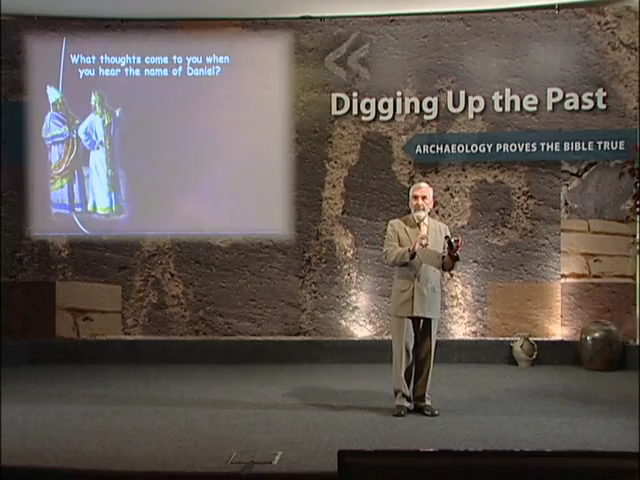 What thoughts come to you when
you hear the name of Daniel?
Digging Up the Past
ARCHAEOLOGY PROVES THE BIBLE TRUE